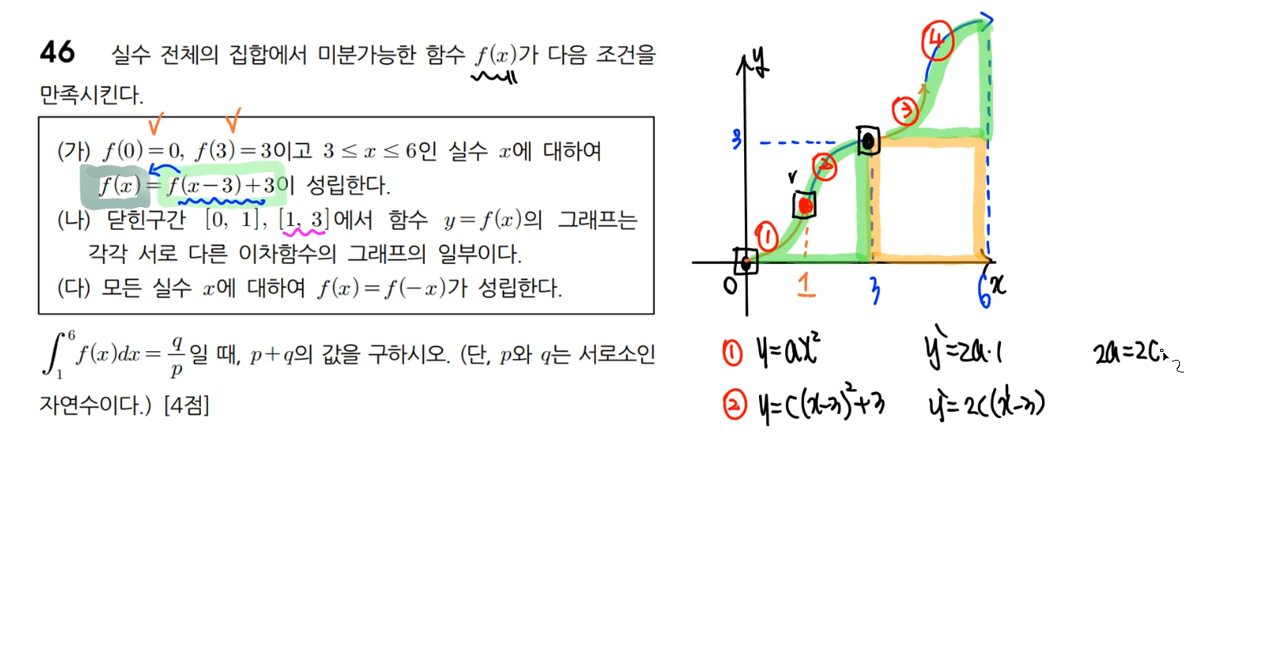 46 실수 전체의 집합에서 미분가능한 함수 f(x)가 다음 조건을
만족시킨다.
(가) f(0)=0, f(3)=3이고 3≤x≤6인 실수 x에 대하여
f(x)=f(x-3)+3이 성립한다.
(나) 닫힌구간 [0, 1], [1, 3]에서 함수 y=f(x)의 그래프는
각각 서로 다른 이차함수의 그래프의 일부이다.
(다) 모든 실수 x에 대하여 f(x)=f(-x)가 성립한다.
∫₁⁶ f(x)dx = q/p 일 때, p+q의 값을 구하시오. (단, p와 q는 서로소인
자연수이다.) [4점]
y
④
③
3
②
①
0 1 3 6 x
① y=ax² y'=2a·1 2a=2c
② y=c(x-3)²+3 y'=2c(x-3)